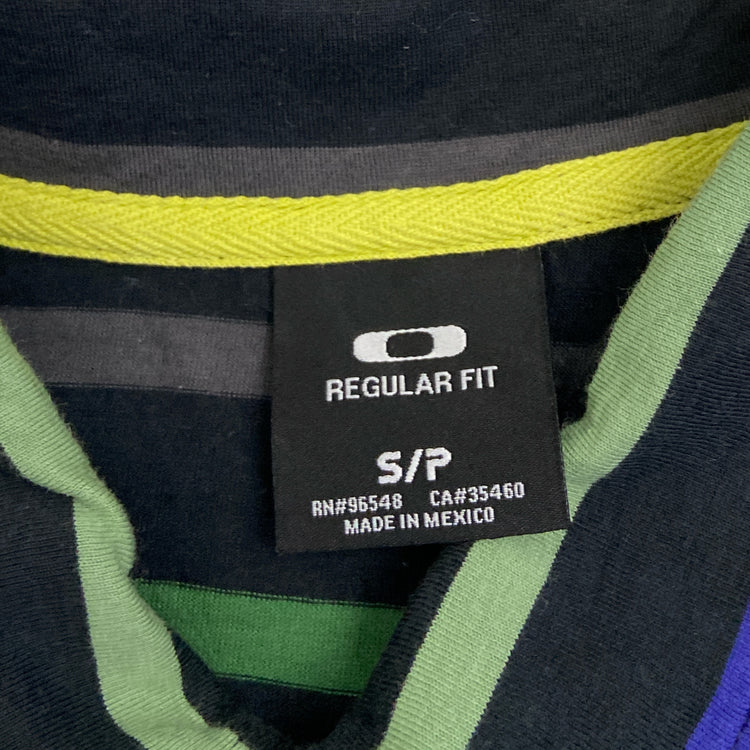 REGULAR FIT
S/P
RN#96548 CA#35460
MADE IN MEXICO